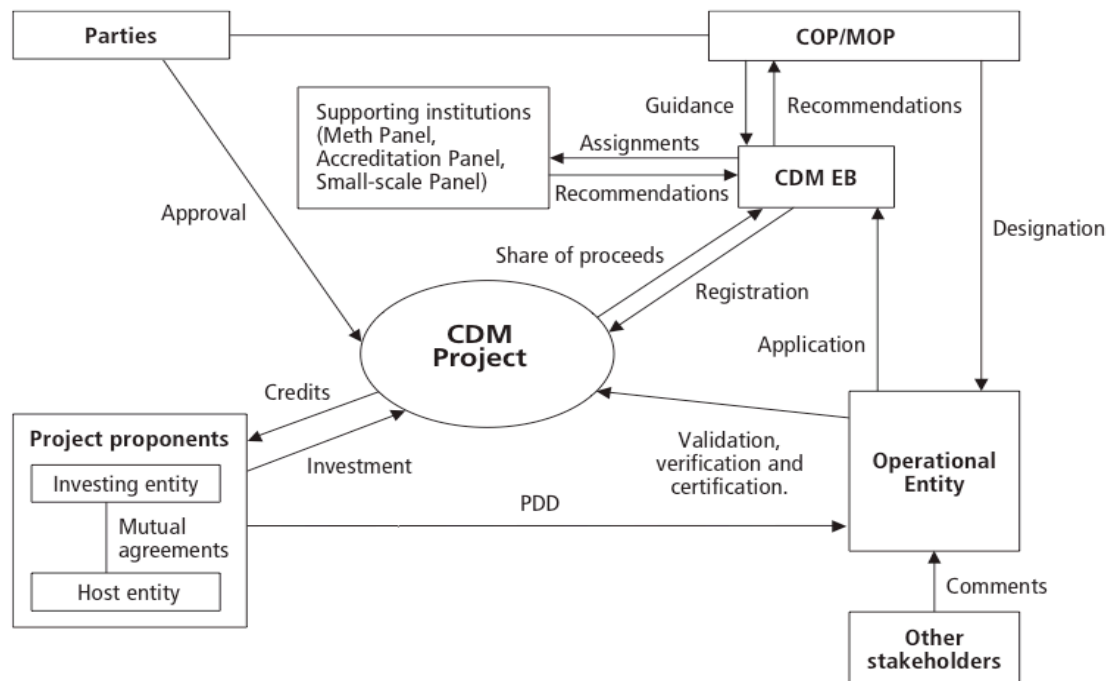 Parties
COP/MOP
Supporting institutions
(Meth Panel,
Accreditation Panel,
Small-scale Panel)
Guidance
Recommendations
Assignments
Recommendations
CDM EB
Approval
Designation
Share of proceeds
Registration
CDM
Project
Application
Credits
Project proponents
Investing entity
Mutual
agreements
Host entity
Investment
Validation,
verification and
certification.
PDD
Operational
Entity
Comments
Other
stakeholders